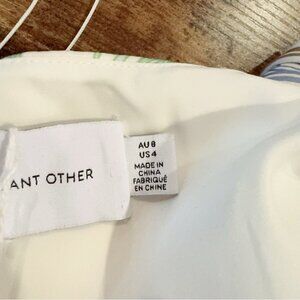 ANT OTHER
AU 8
US 4
MADE IN
CHINA
FABRIQUÉ
EN CHINE